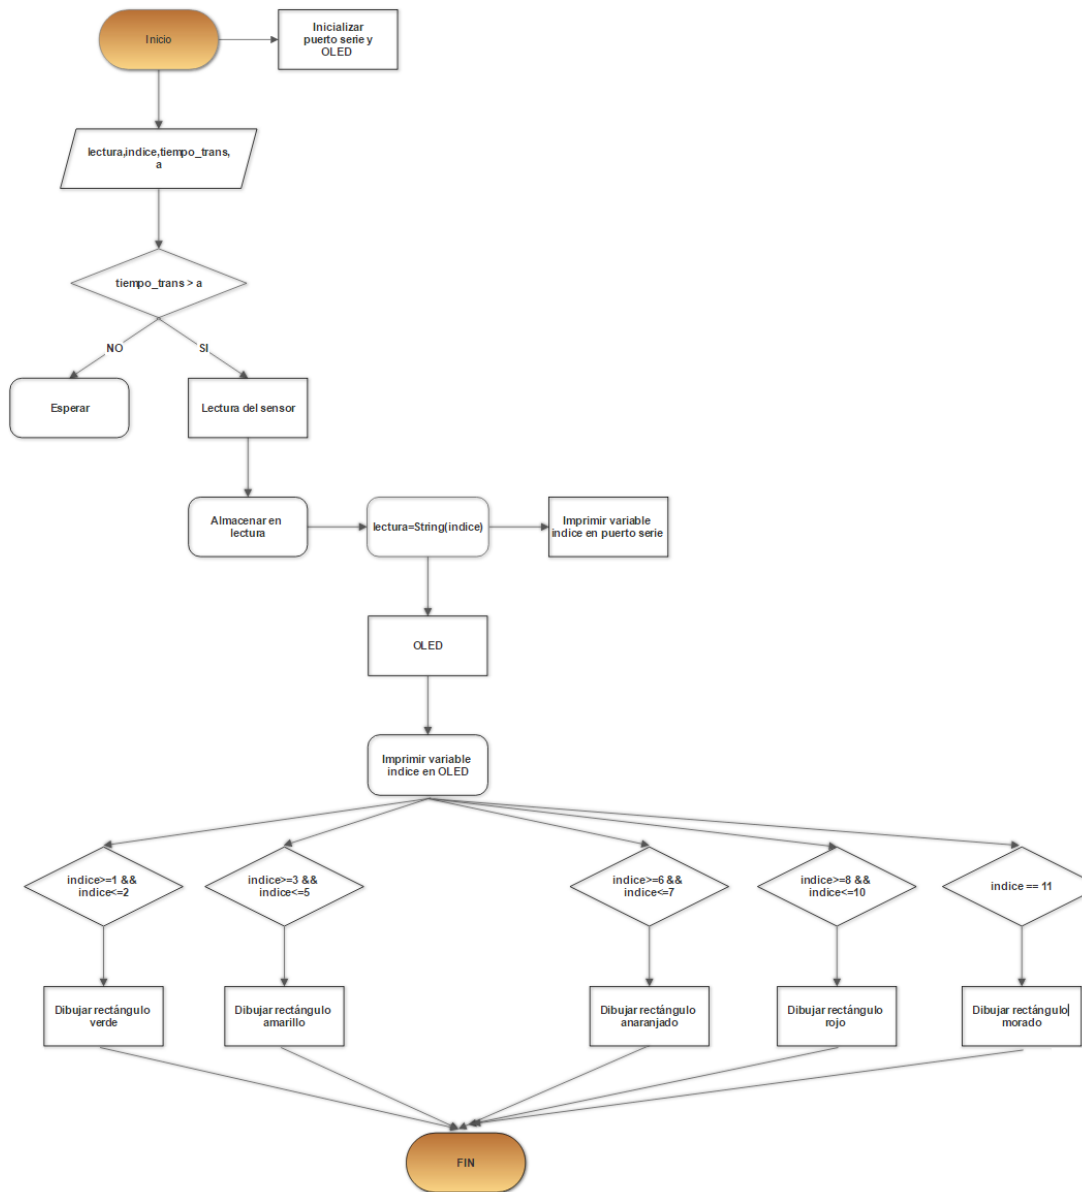 Inicio
Inicializar
puerto serie y
OLED
lectura,indice,tiempo_trans,
a
tiempo_trans > a
NO
SI
Esperar
Lectura del sensor
Almacenar en
lectura
lectura=String(indice)
Imprimir variable
indice en puerto serie
OLED
Imprimir variable
indice en OLED
indice>=1 &&
indice<=2
indice>=3 &&
indice<=5
indice>=6 &&
indice<=7
indice>=8 &&
indice<=10
indice == 11
Dibujar rectángulo
verde
Dibujar rectángulo
amarillo
Dibujar rectángulo
anaranjado
Dibujar rectángulo
rojo
Dibujar rectángulo
morado
FIN